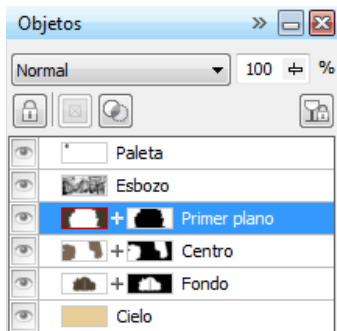 Objetos
Normal 100 %
Paleta
Esbozo
Primer plano
Centro
Fondo
Cielo